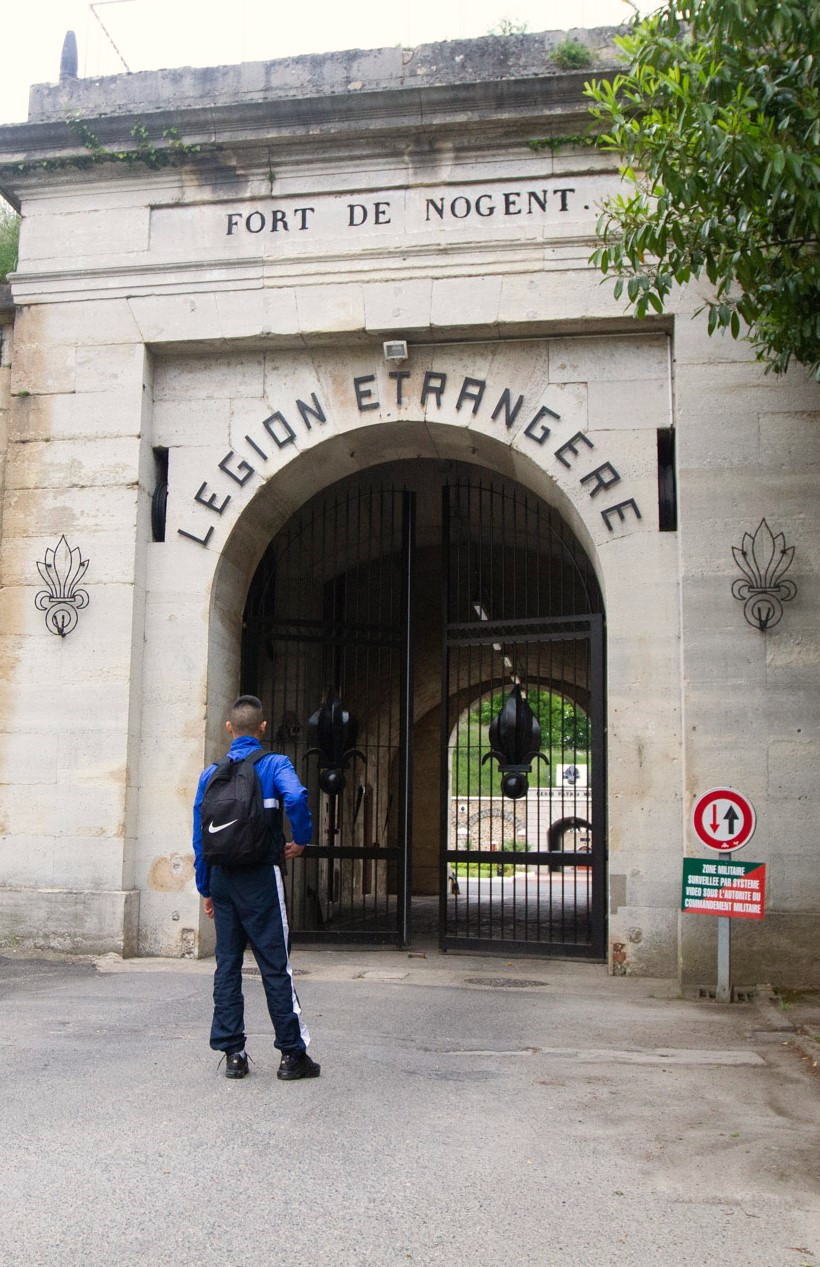 FORT DE NOGENT.
LEGION ETRANGERE
ZONE MILITAIRE
SURVEILLEE PAR SYSTEME
VIDEO SOUS L'AUTORITE DU
COMMANDEMENT MILITAIRE